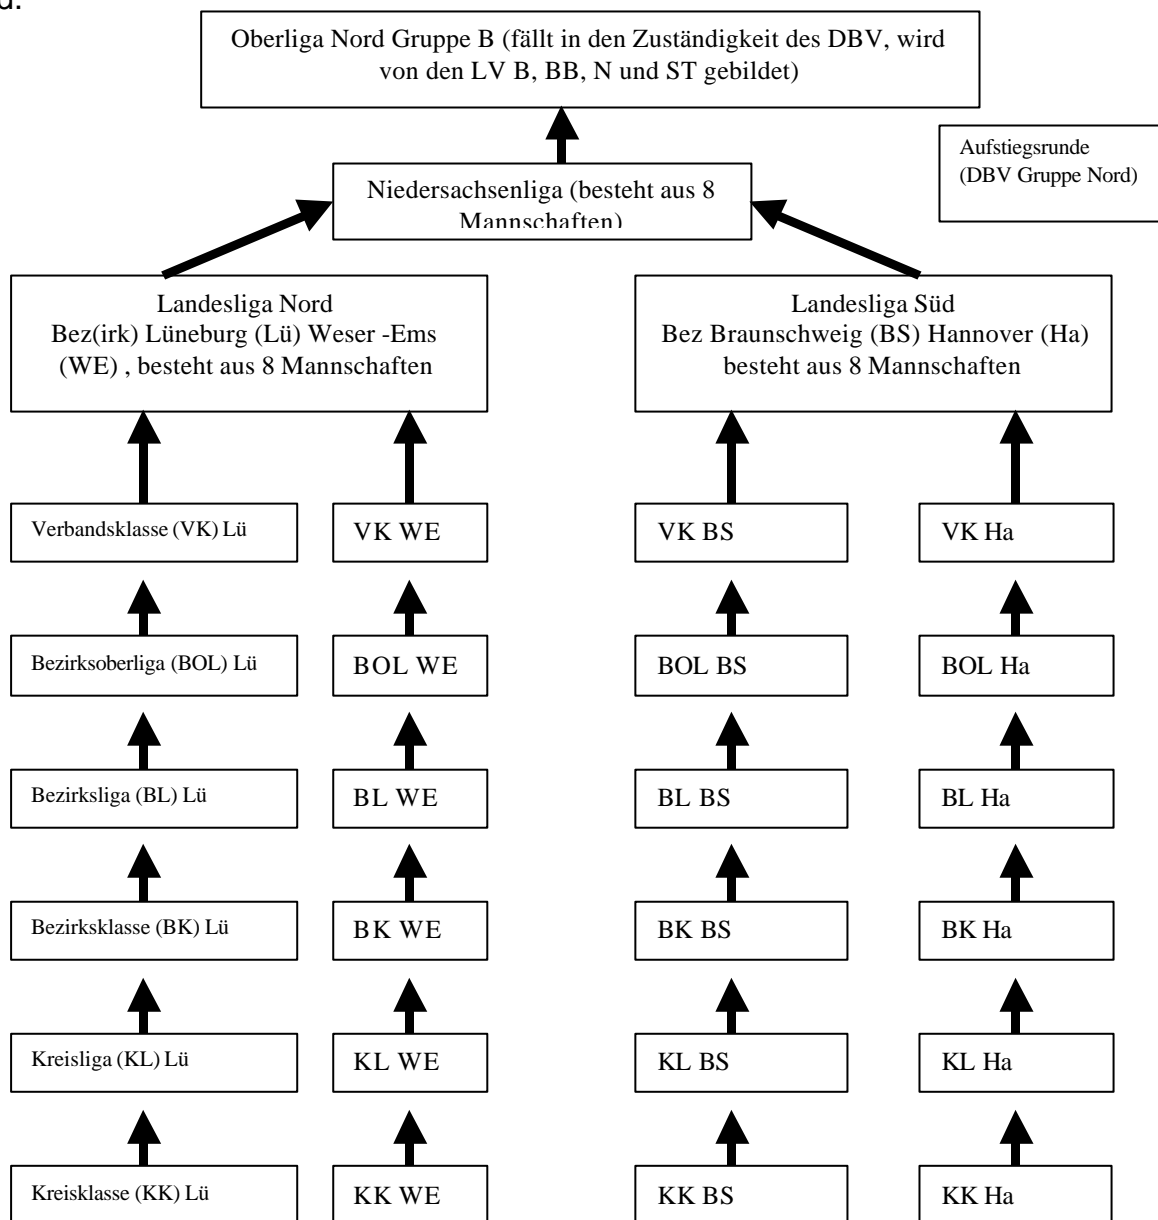 d.
Oberliga Nord Gruppe B (fällt in den Zuständigkeit des DBV, wird
von den LV B, BB, N und ST gebildet)
Aufstiegsrunde
(DBV Gruppe Nord)
Niedersachsenliga (besteht aus 8
Mannschaften)
Landesliga Nord
Bez(irk) Lüneburg (Lü) Weser -Ems
(WE) , besteht aus 8 Mannschaften
Landesliga Süd
Bez Braunschweig (BS) Hannover (Ha)
besteht aus 8 Mannschaften
Verbandsklasse (VK) Lü
VK WE
VK BS
VK Ha
Bezirksoberliga (BOL) Lü
BOL WE
BOL BS
BOL Ha
Bezirksliga (BL) Lü
BL WE
BL BS
BL Ha
Bezirksklasse (BK) Lü
BK WE
BK BS
BK Ha
Kreisliga (KL) Lü
KL WE
KL BS
KL Ha
Kreisklasse (KK) Lü
KK WE
KK BS
KK Ha